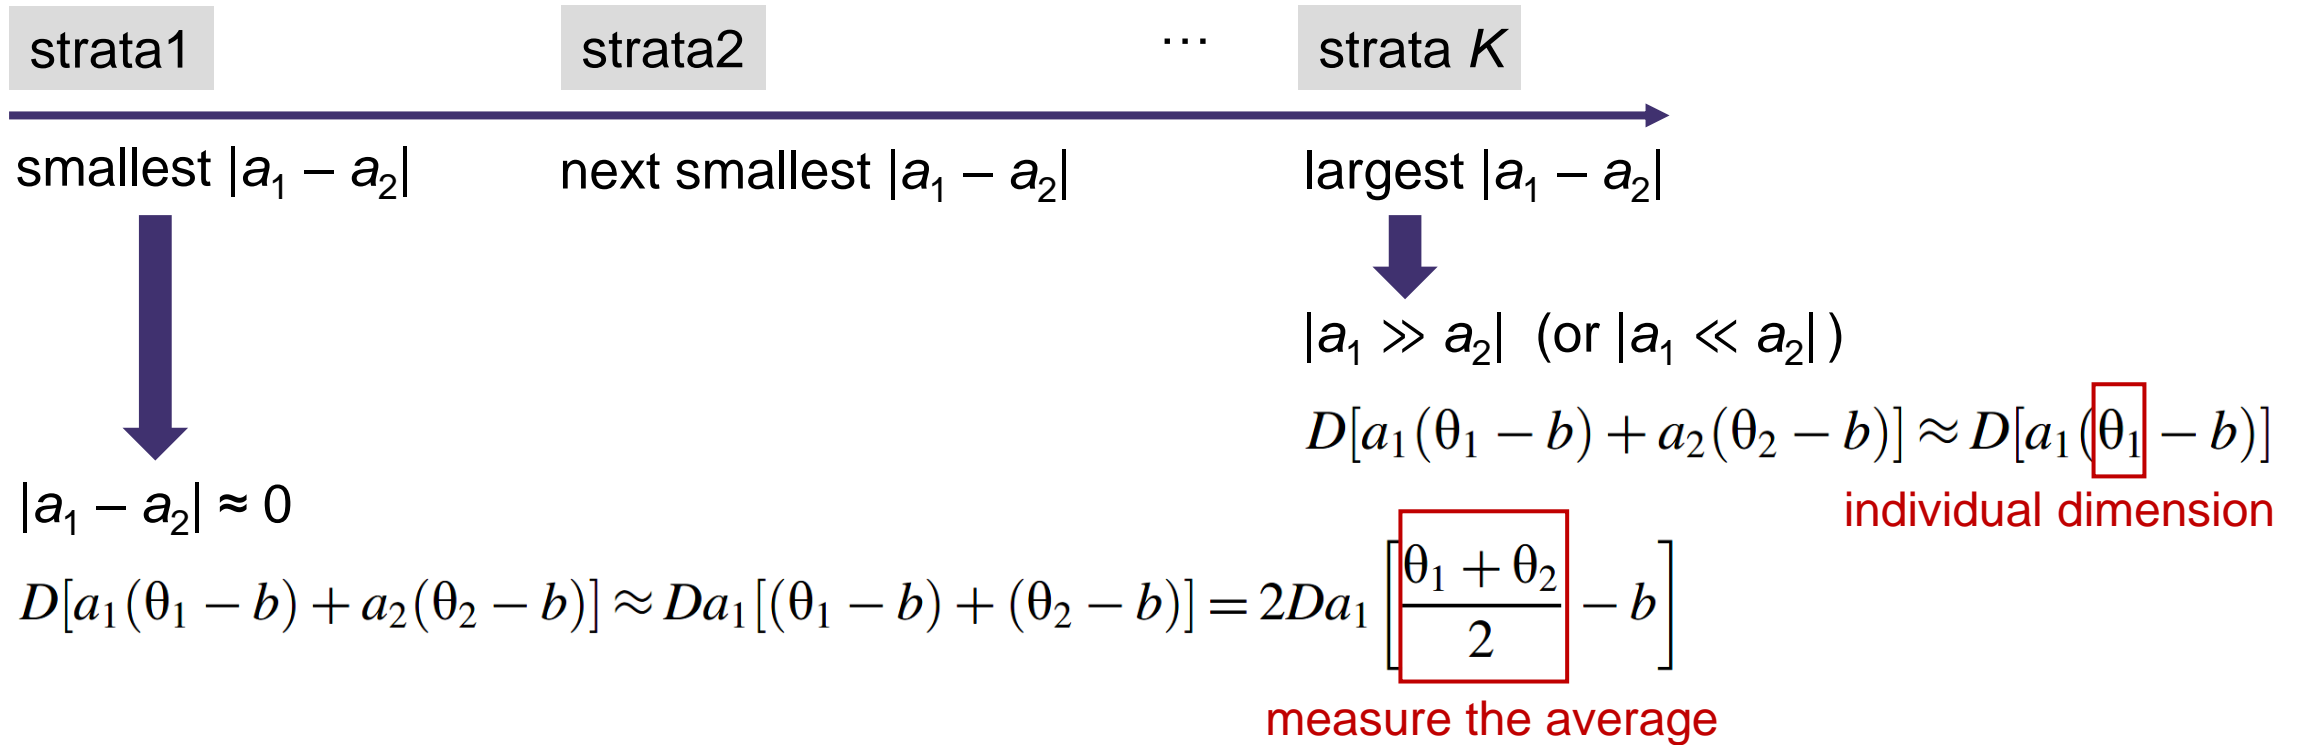 strata1 strata2 ⋯ strata K
smallest |a₁ – a₂| next smallest |a₁ – a₂| largest |a₁ – a₂|
|a₁ ≫ a₂| (or |a₁ ≪ a₂|)
D[a₁(θ₁ − b) + a₂(θ₂ − b)] ≈ D[a₁(θ₁ − b)]
individual dimension
|a₁ – a₂| ≈ 0
D[a₁(θ₁ − b) + a₂(θ₂ − b)] ≈ Da₁[(θ₁ − b) + (θ₂ − b)] = 2Da₁ [(θ₁ + θ₂)/2 − b]
measure the average